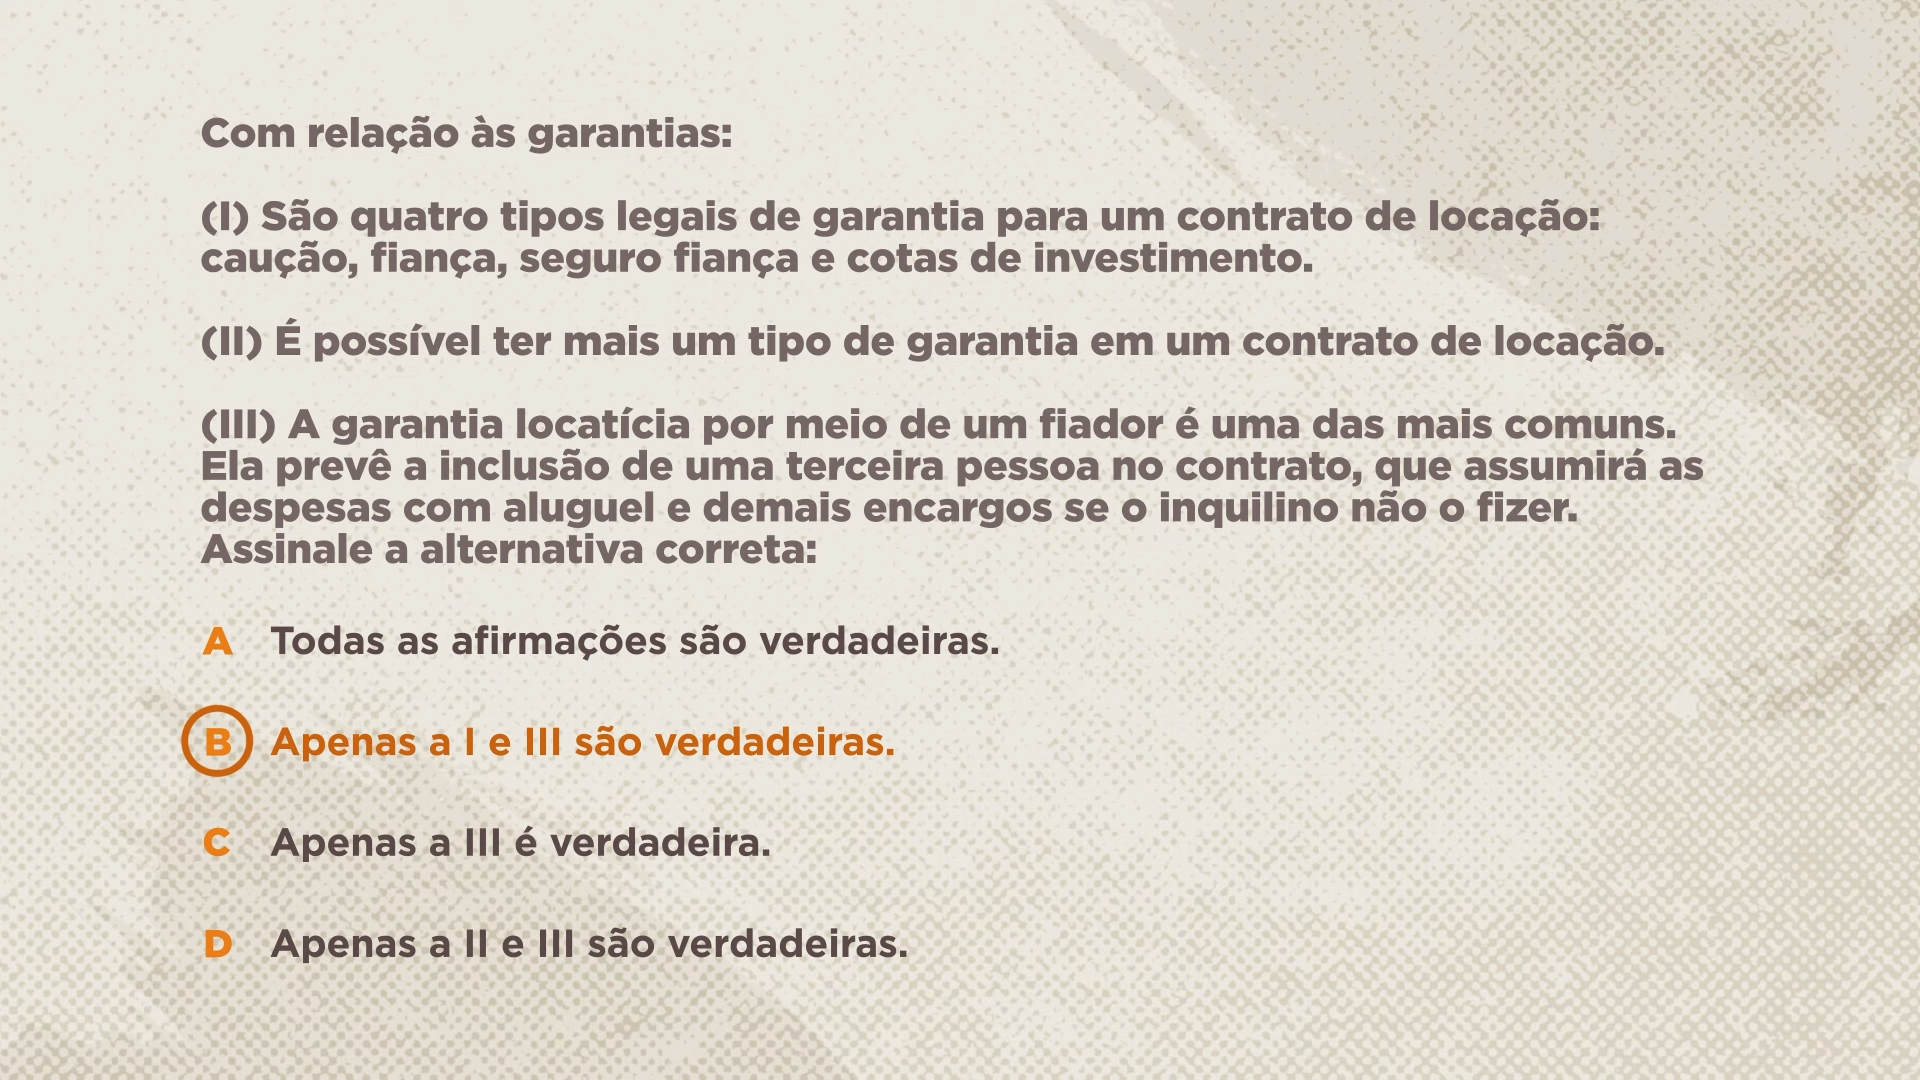 Com relação às garantias:
(I) São quatro tipos legais de garantia para um contrato de locação:
caução, fiança, seguro fiança e cotas de investimento.
(II) É possível ter mais um tipo de garantia em um contrato de locação.
(III) A garantia locatícia por meio de um fiador é uma das mais comuns.
Ela prevê a inclusão de uma terceira pessoa no contrato, que assumirá as
despesas com aluguel e demais encargos se o inquilino não o fizer.
Assinale a alternativa correta:
A Todas as afirmações são verdadeiras.
B Apenas a I e III são verdadeiras.
C Apenas a III é verdadeira.
D Apenas a II e III são verdadeiras.